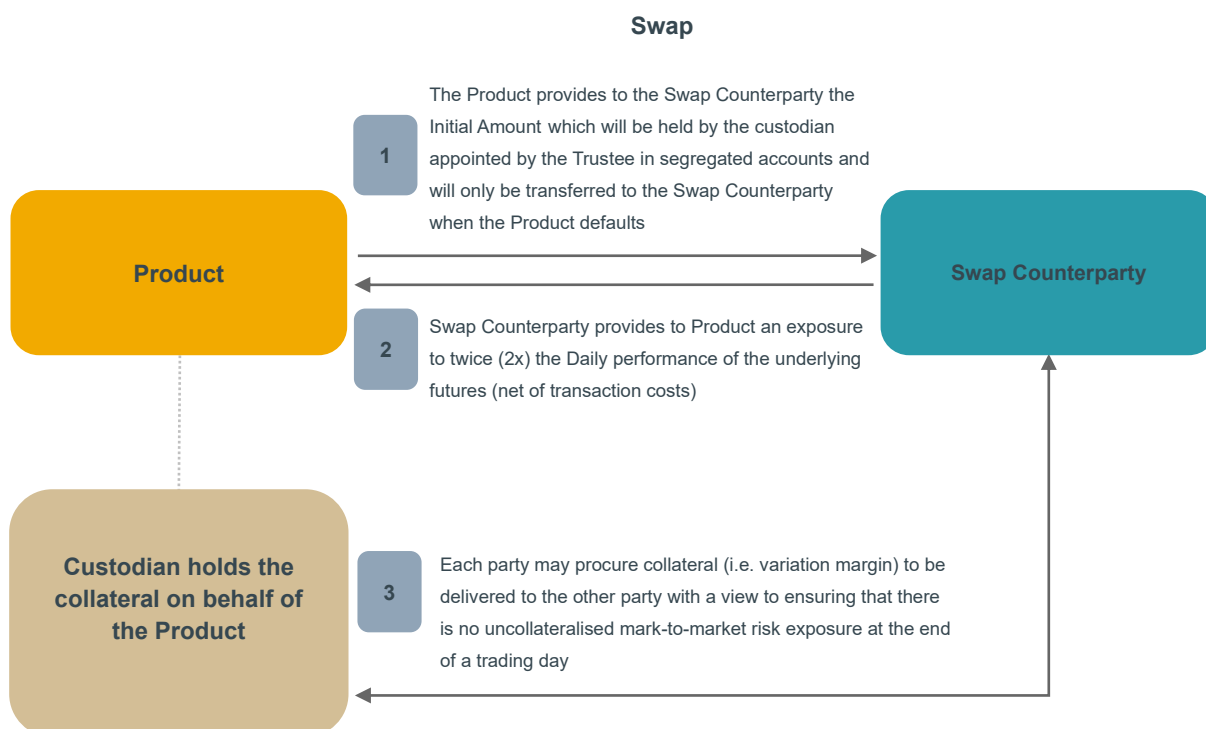 Swap
The Product provides to the Swap Counterparty the
Initial Amount which will be held by the custodian
appointed by the Trustee in segregated accounts and
will only be transferred to the Swap Counterparty
when the Product defaults
1
Product
Swap Counterparty
2
Swap Counterparty provides to Product an exposure
to twice (2x) the Daily performance of the underlying
futures (net of transaction costs)
Custodian holds the
collateral on behalf of
the Product
3
Each party may procure collateral (i.e. variation margin) to be
delivered to the other party with a view to ensuring that there
is no uncollateralised mark-to-market risk exposure at the end
of a trading day